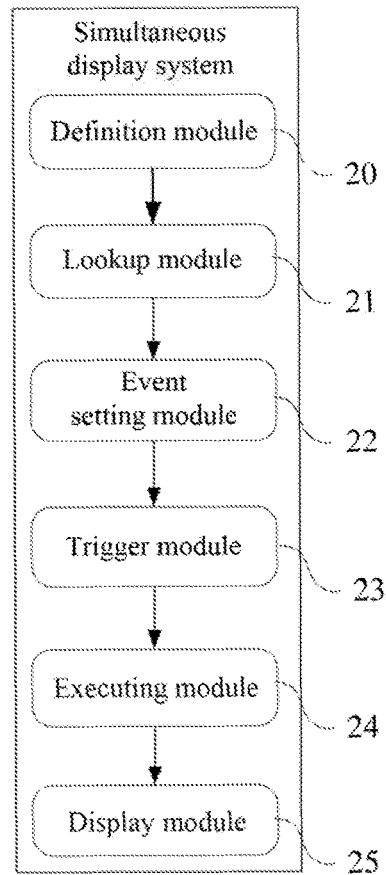 Simultaneous
display system
Definition module
20
Lookup module
21
Event
setting module
22
Trigger module
23
Executing module
24
Display module
25